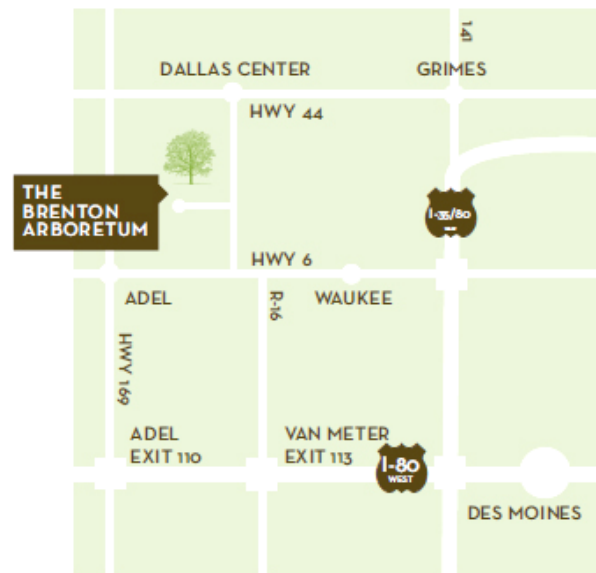 141
DALLAS CENTER
GRIMES
HWY 44
THE
BRENTON
ARBORETUM
I-35/80
HWY 6
ADEL
R-16
WAUKEE
HWY 169
ADEL
EXIT 110
VAN METER
EXIT 113
I-80
WEST
DES MOINES